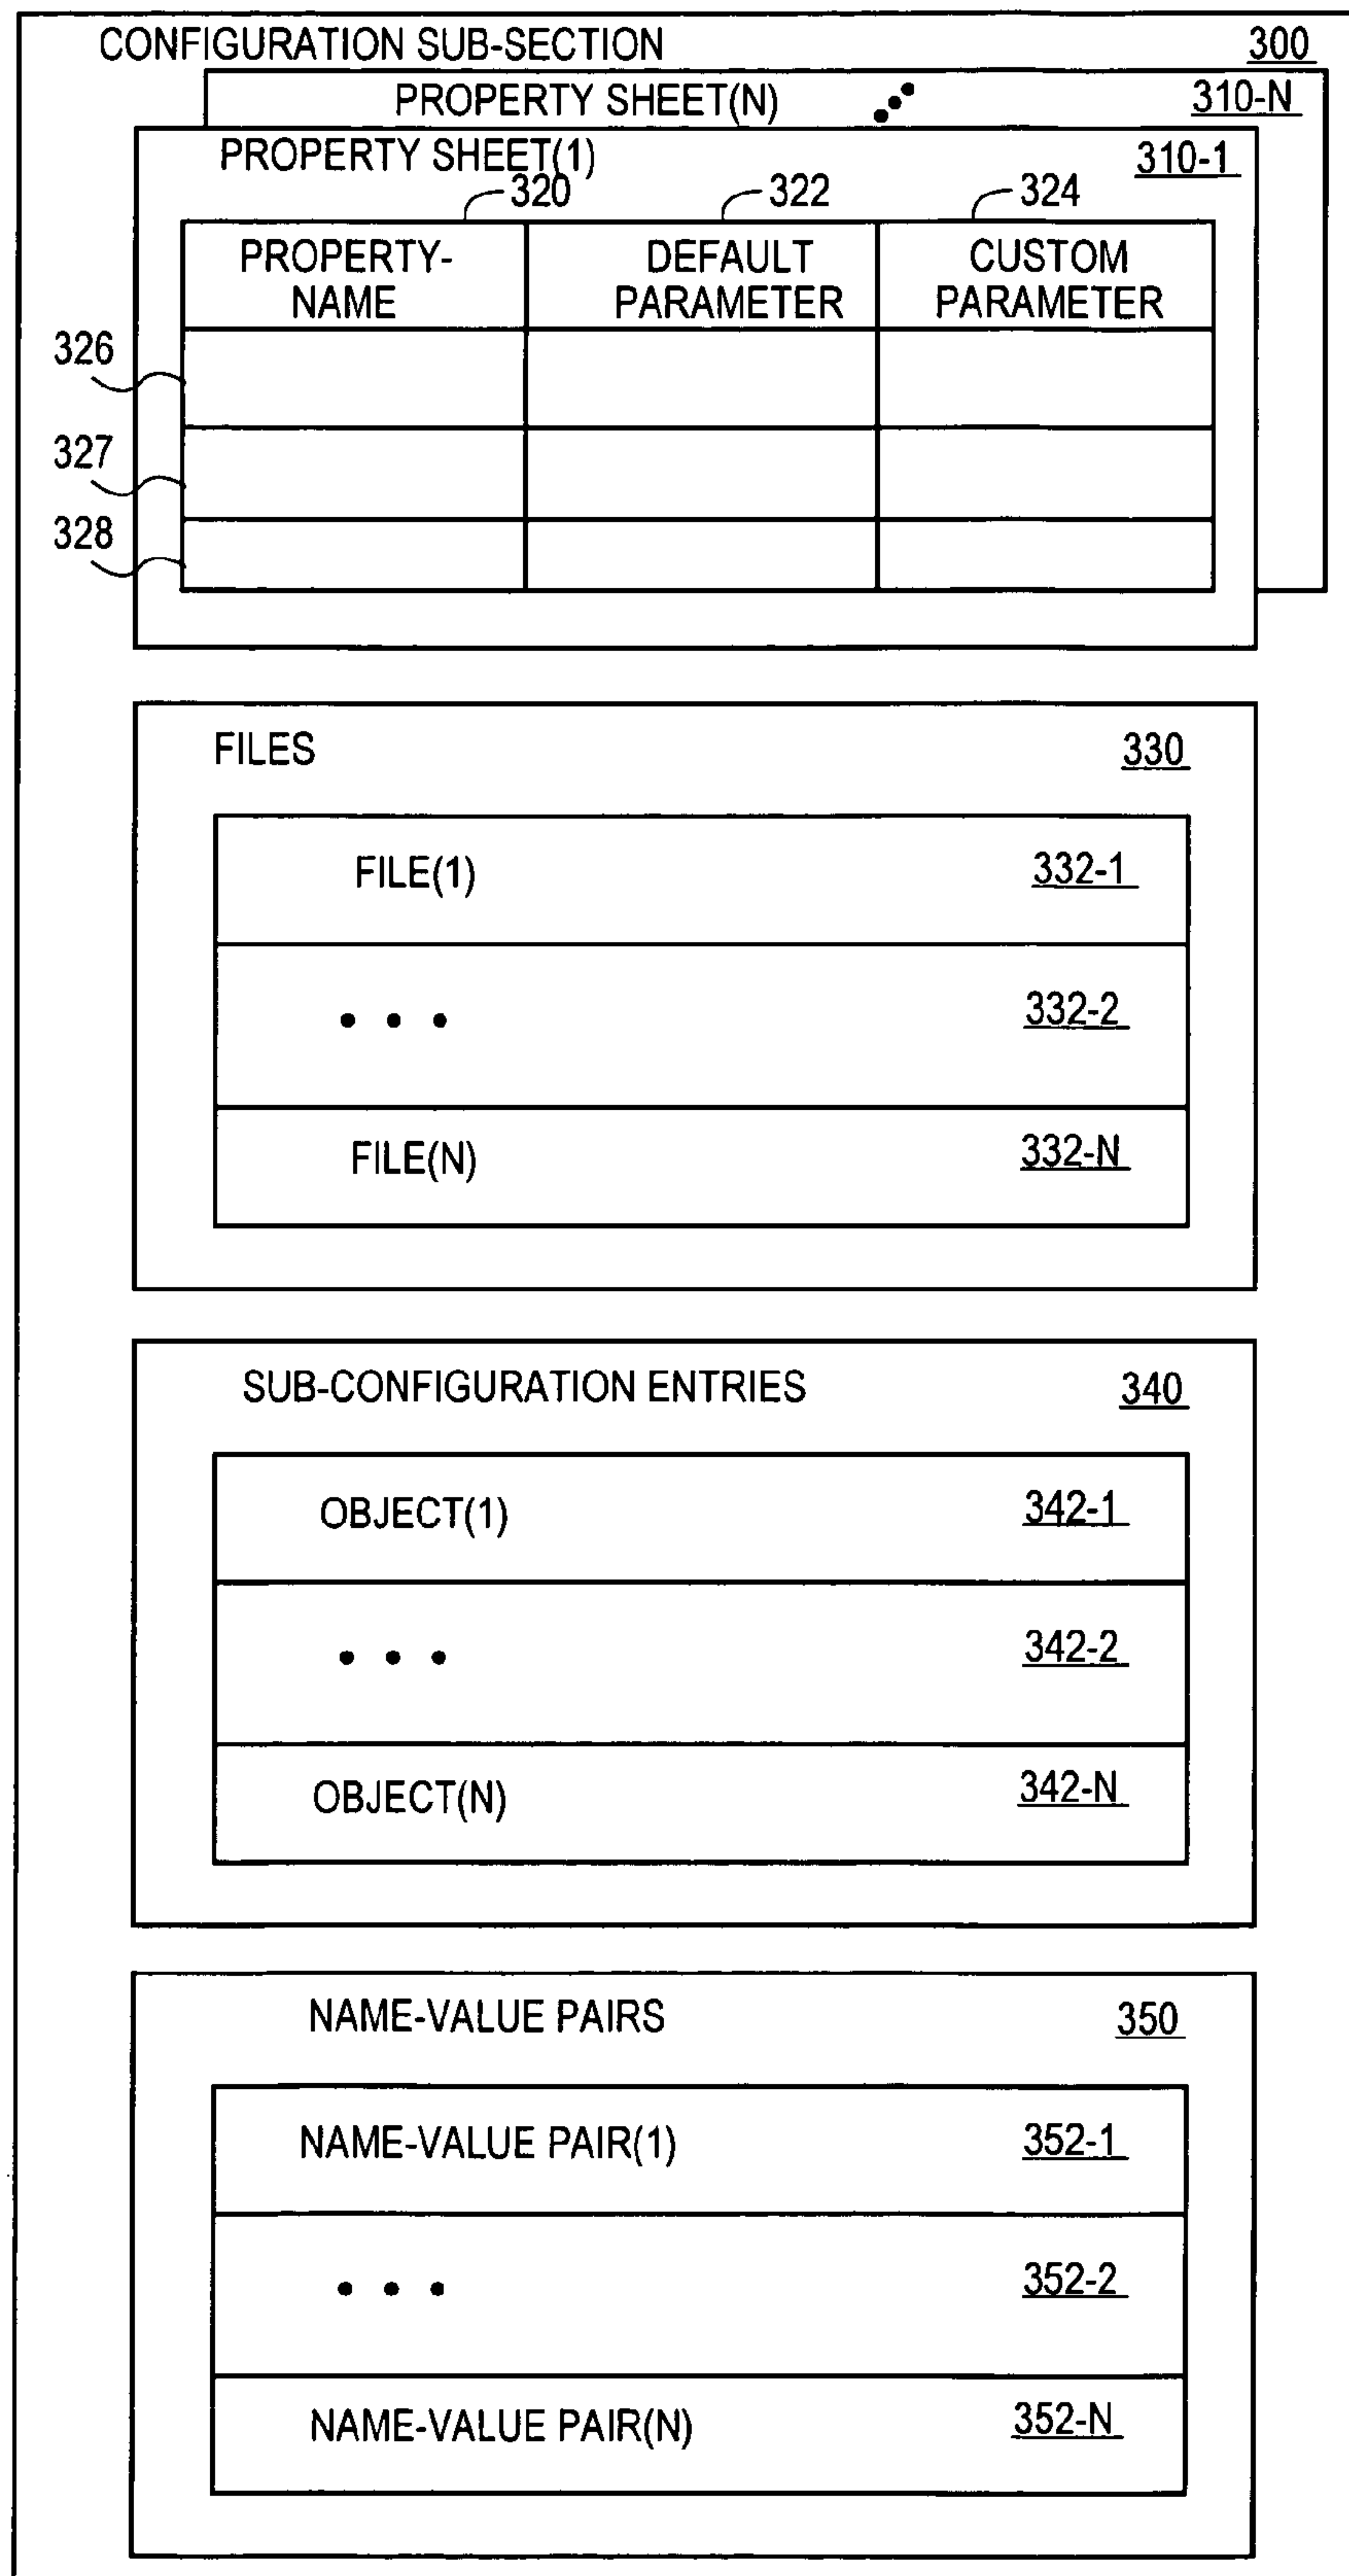 CONFIGURATION SUB-SECTION 300
PROPERTY SHEET(N) 310-N
PROPERTY SHEET(1) 310-1
320 322 324
PROPERTY-
NAME
DEFAULT
PARAMETER
CUSTOM
PARAMETER
326
327
328
FILES 330
FILE(1) 332-1
• • • 332-2
FILE(N) 332-N
SUB-CONFIGURATION ENTRIES 340
OBJECT(1) 342-1
• • • 342-2
OBJECT(N) 342-N
NAME-VALUE PAIRS 350
NAME-VALUE PAIR(1) 352-1
• • • 352-2
NAME-VALUE PAIR(N) 352-N